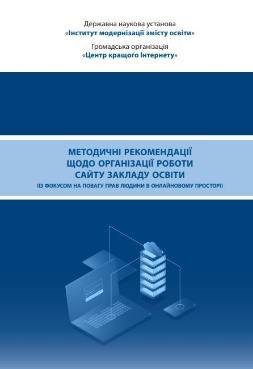 Державна наукова установа
«Інститут модернізації змісту освіти»
Громадська організація
«Центр кращого Інтернету»
МЕТОДИЧНІ РЕКОМЕНДАЦІЇ
ЩОДО ОРГАНІЗАЦІЇ РОБОТИ
САЙТУ ЗАКЛАДУ ОСВІТИ
(ІЗ ФОКУСОМ НА ПОВАГУ ПРАВ ЛЮДИНИ В ОНЛАЙНОВОМУ ПРОСТОРІ)